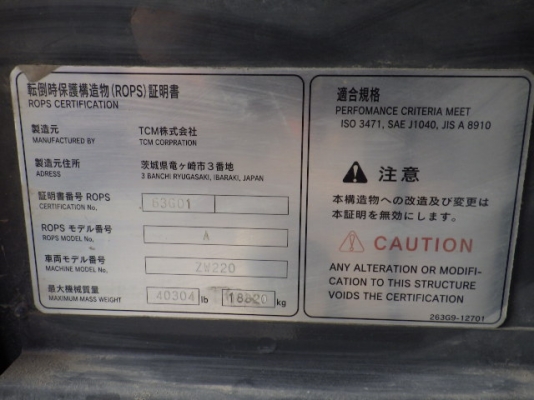 転倒時保護構造物(ROPS)証明書
ROPS CERTIFICATION
製造元 TCM株式会社
MANUFACTURED BY TCM CORPRATION
製造元住所 茨城県竜ヶ崎市3番地
ADRESS 3 BANCHI RYUGASAKI, IBARAKI, JAPAN
証明書番号 ROPS
CERTIFICATION No. 63G01
ROPS モデル番号
ROPS MODEL No. A
車両モデル番号
MACHINE MODEL No. ZW220
最大機械質量
MAXIMUM MASS WEIGHT 40304 lb kg
適合規格
PERFOMANCE CRITERIA MEET
ISO 3471, SAE J1040, JIS A 8910
注意
本構造物への改造及び変更は
本証明を無効にします。
CAUTION
ANY ALTERATION OR MODIFI-
CATION TO THIS STRUCTURE
VOIDS THE CERTIFICATION
263G9-12701